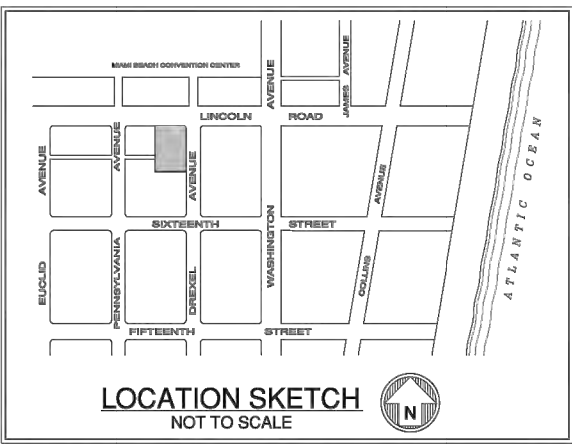 MIAMI BEACH CONVENTION CENTER
AVENUE
AVENUE
JAMES
LINCOLN ROAD
AVENUE
AVENUE
AVENUE
AVENUE
SIXTEENTH STREET
EUCLID
PENNSYLVANIA
DREXEL
WASHINGTON
COLLINS
FIFTEENTH STREET
ATLANTIC OCEAN
LOCATION SKETCH
NOT TO SCALE
N